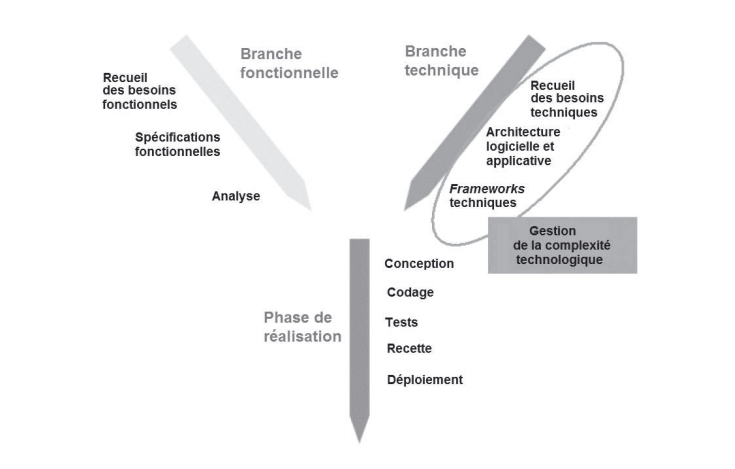 Branche
fonctionnelle
Recueil
des besoins
fonctionnels
Spécifications
fonctionnelles
Analyse
Branche
technique
Recueil
des besoins
techniques
Architecture
logicielle et
applicative
Frameworks
techniques
Gestion
de la complexité
technologique
Phase de
réalisation
Conception
Codage
Tests
Recette
Déploiement